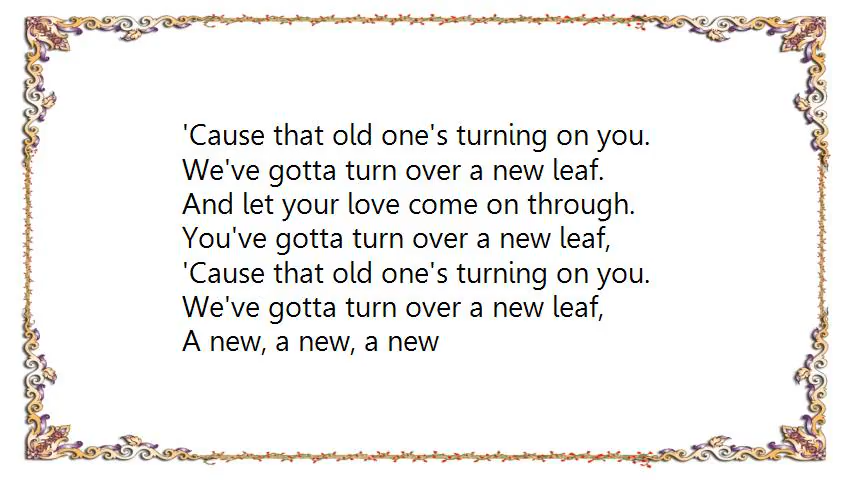 'Cause that old one's turning on you.
We've gotta turn over a new leaf.
And let your love come on through.
You've gotta turn over a new leaf,
'Cause that old one's turning on you.
We've gotta turn over a new leaf,
A new, a new, a new